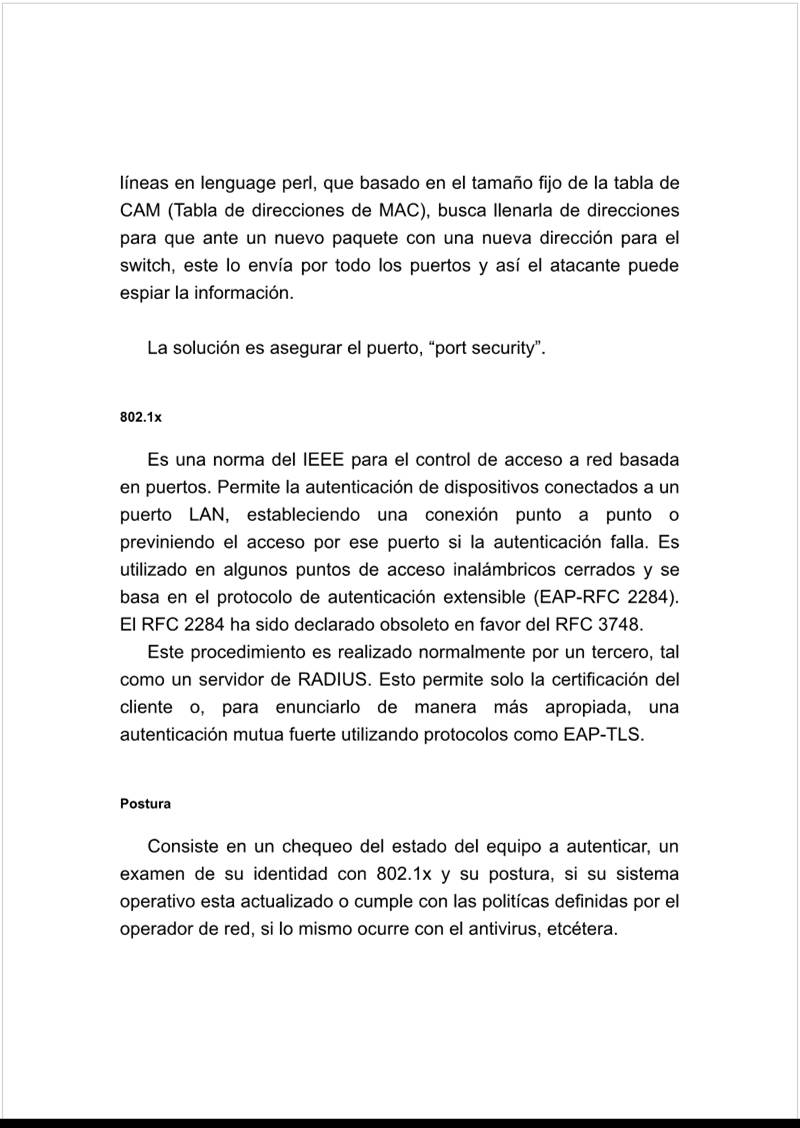 líneas en lenguage perl, que basado en el tamaño fijo de la tabla de
CAM (Tabla de direcciones de MAC), busca llenarla de direcciones
para que ante un nuevo paquete con una nueva dirección para el
switch, este lo envía por todo los puertos y así el atacante puede
espiar la información.
La solución es asegurar el puerto, “port security”.
802.1x
Es una norma del IEEE para el control de acceso a red basada
en puertos. Permite la autenticación de dispositivos conectados a un
puerto LAN, estableciendo una conexión punto a punto o
previniendo el acceso por ese puerto si la autenticación falla. Es
utilizado en algunos puntos de acceso inalámbricos cerrados y se
basa en el protocolo de autenticación extensible (EAP-RFC 2284).
El RFC 2284 ha sido declarado obsoleto en favor del RFC 3748.
Este procedimiento es realizado normalmente por un tercero, tal
como un servidor de RADIUS. Esto permite solo la certificación del
cliente o, para enunciarlo de manera más apropiada, una
autenticación mutua fuerte utilizando protocolos como EAP-TLS.
Postura
Consiste en un chequeo del estado del equipo a autenticar, un
examen de su identidad con 802.1x y su postura, si su sistema
operativo esta actualizado o cumple con las politícas definidas por el
operador de red, si lo mismo ocurre con el antivirus, etcétera.